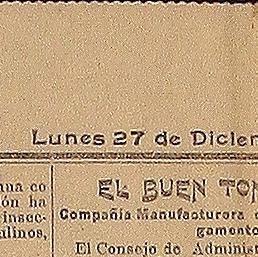 Lunes 27 de Diciem
una co
ón ha
insec-
alinos,
EL BUEN TON
Compañía Manufacturera
gamento
El Consejo de Administ